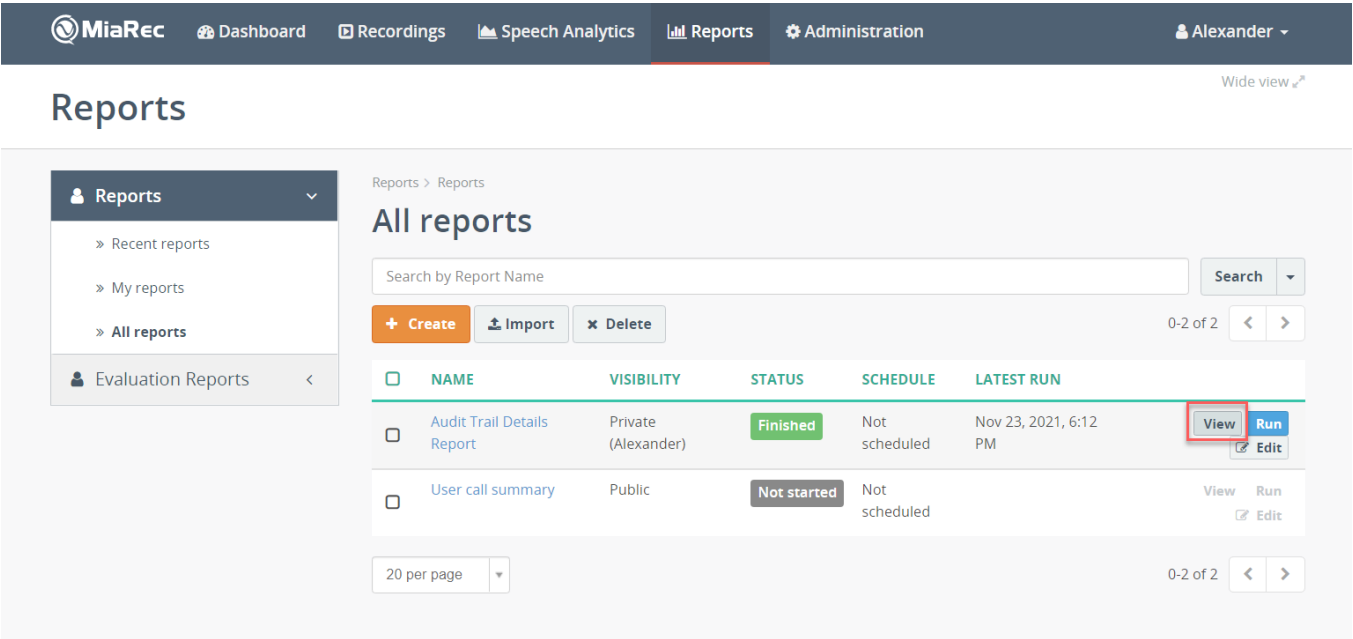 MiaRec Dashboard Recordings Speech Analytics Reports Administration Alexander
Wide view
Reports
Reports
» Recent reports
» My reports
» All reports
Evaluation Reports
Reports > Reports
All reports
Search by Report Name Search
+ Create Import × Delete 0-2 of 2
NAME VISIBILITY STATUS SCHEDULE LATEST RUN
Audit Trail Details Private Finished Not Nov 23, 2021, 6:12 View Run
Report (Alexander) scheduled PM Edit
User call summary Public Not started Not View Run
scheduled Edit
20 per page 0-2 of 2